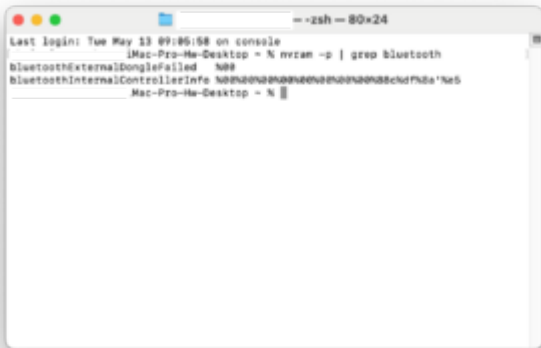 — -zsh — 80×24
Last login: Tue May 13 09:05:58 on console
iMac-Pro-Hw-Desktop ~ % nvram -p | grep bluetooth
bluetoothExternalDongleFailed %00
bluetoothInternalControllerInfo
.Mac-Pro-Hw-Desktop ~ %